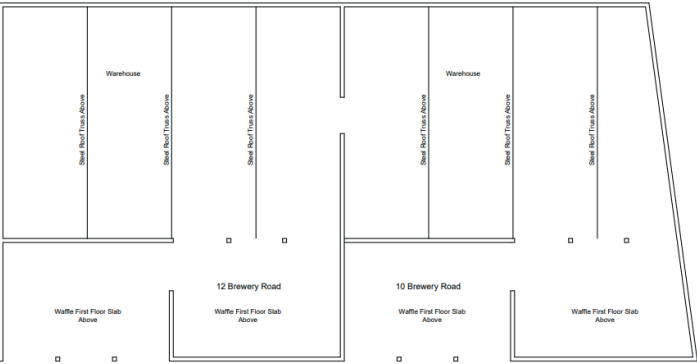 Warehouse
Warehouse
Steel Roof Truss Above
Steel Roof Truss Above
Steel Roof Truss Above
Steel Roof Truss Above
Steel Roof Truss Above
Steel Roof Truss Above
12 Brewery Road
10 Brewery Road
Waffle First Floor Slab
Above
Waffle First Floor Slab
Above
Waffle First Floor Slab
Above
Waffle First Floor Slab
Above